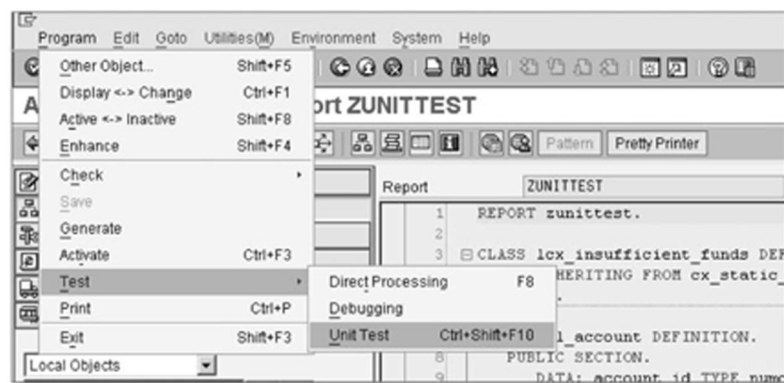 Program Edit Goto Utilities(M) Environment System Help
Other Object... Shift+F5
Display <-> Change Ctrl+F1
Active <-> Inactive Shift+F8
Enhance Shift+F4
Check
Save
Generate
Activate Ctrl+F3
Test
Print Ctrl+P
Exit Shift+F3
Direct Processing F8
Debugging
Unit Test Ctrl+Shift+F10
A
ort ZUNITTEST
Pattern Pretty Printer
Report ZUNITTEST
1 REPORT zunittest.
2
3 CLASS lcx_insufficient_funds DEF
HERITING FROM cx_static_
.
l_account DEFINITION.
8 PUBLIC SECTION.
9 DATA: account_id TYPE numc
Local Objects